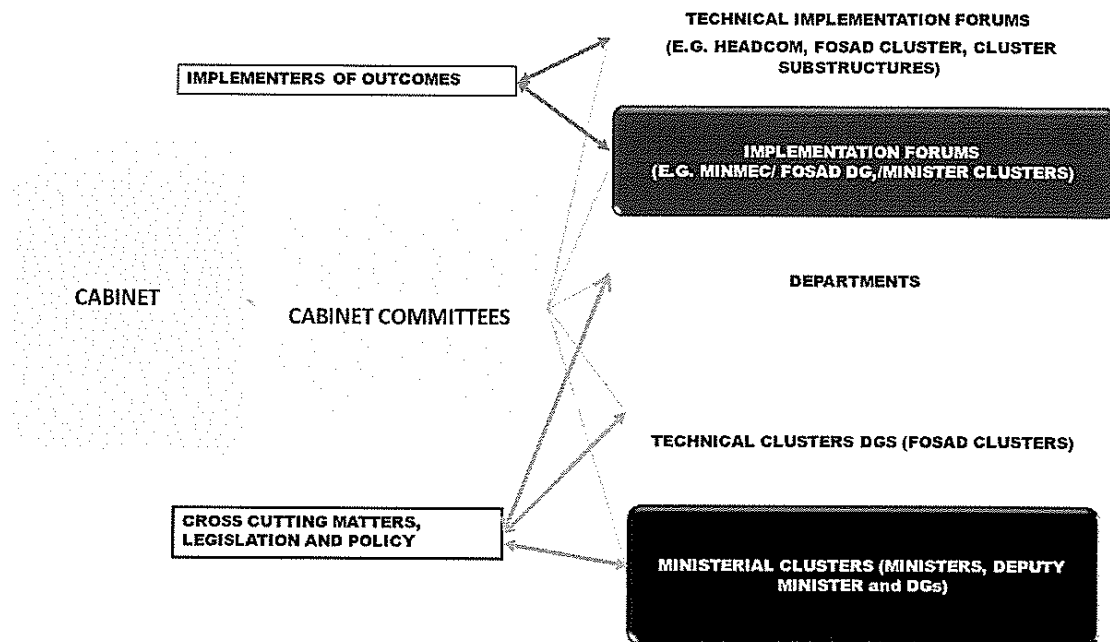 TECHNICAL IMPLEMENTATION FORUMS
(E.G. HEADCOM, FOSAD CLUSTER, CLUSTER
SUBSTRUCTURES)
IMPLEMENTERS OF OUTCOMES
IMPLEMENTATION FORUMS
(E.G. MINMEC/ FOSAD DG,/MINISTER CLUSTERS)
CABINET
CABINET COMMITTEES
DEPARTMENTS
TECHNICAL CLUSTERS DGS (FOSAD CLUSTERS)
CROSS CUTTING MATTERS,
LEGISLATION AND POLICY
MINISTERIAL CLUSTERS (MINISTERS, DEPUTY
MINISTER and DGs)